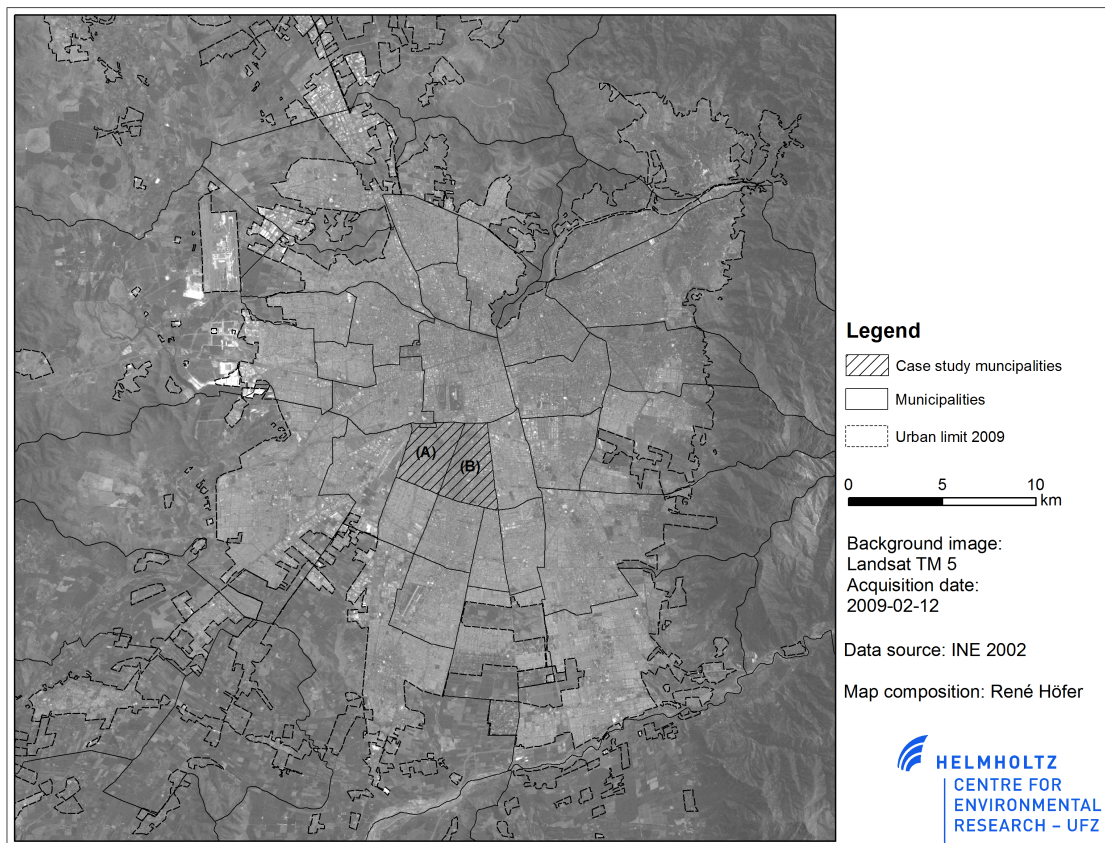 (A)
(B)
Legend
Case study muncipalities
Municipalities
Urban limit 2009
0 5 10
km
Background image:
Landsat TM 5
Acquisition date:
2009-02-12
Data source: INE 2002
Map composition: René Höfer
HELMHOLTZ
CENTRE FOR
ENVIRONMENTAL
RESEARCH – UFZ